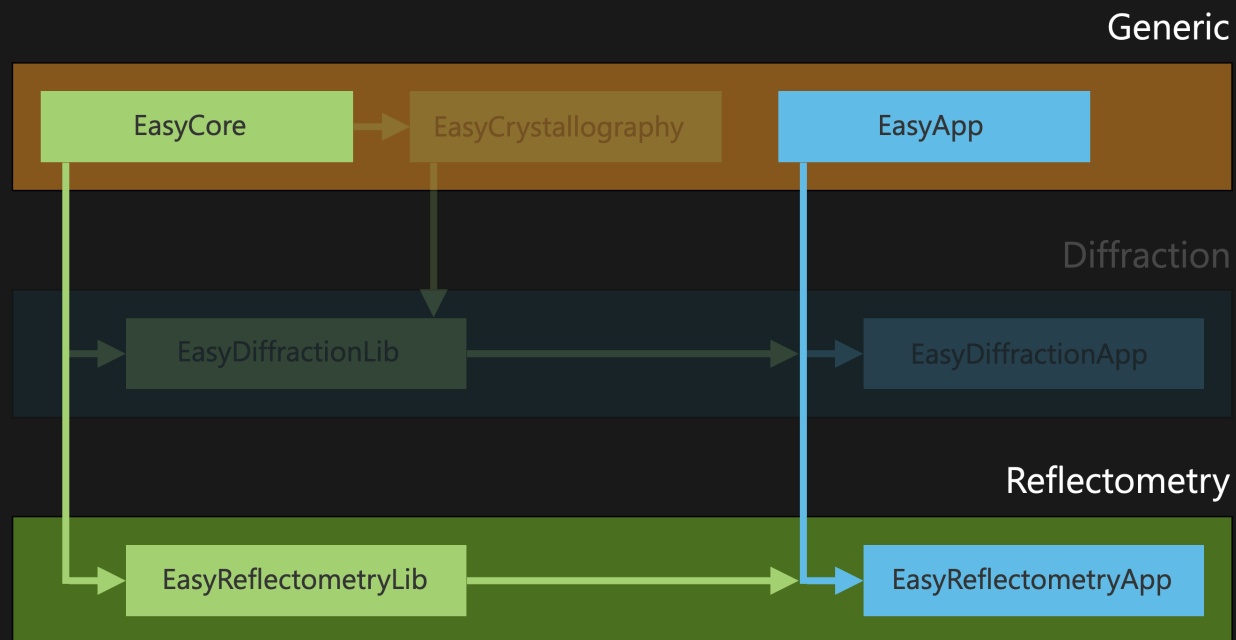 Generic
EasyCore
EasyCrystallography
EasyApp
Diffraction
EasyDiffractionLib
EasyDiffractionApp
Reflectometry
EasyReflectometryLib
EasyReflectometryApp